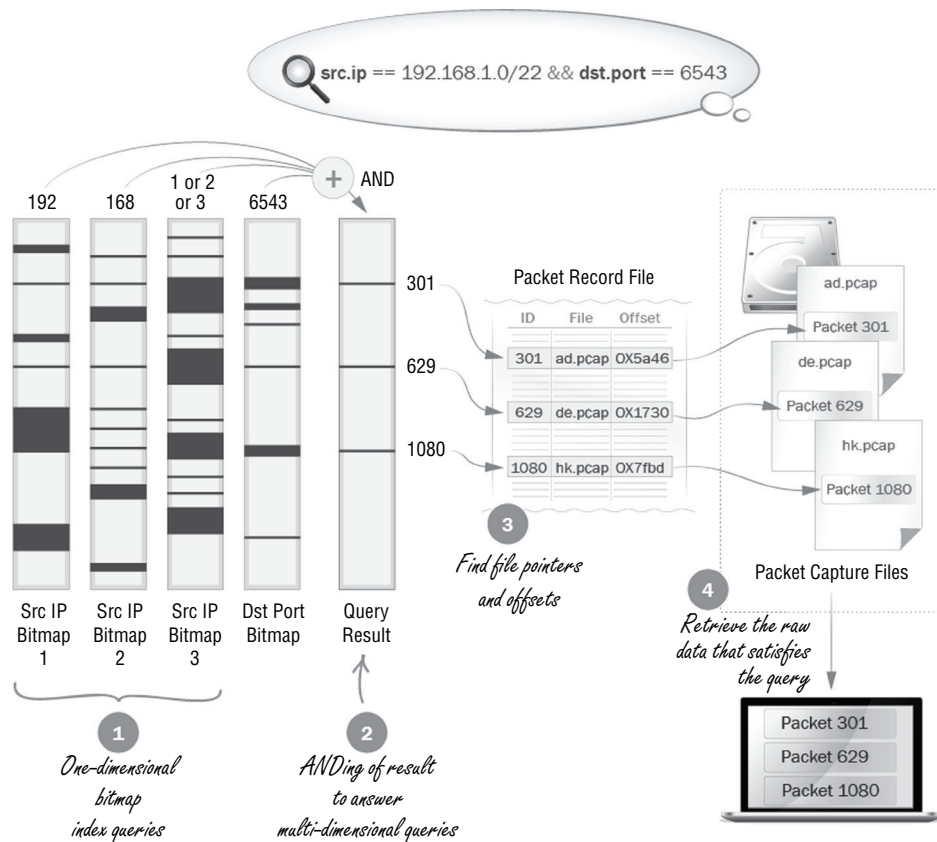 src.ip == 192.168.1.0/22 && dst.port == 6543
192
168
1 or 2
or 3
6543
+
AND
301
629
1080
Packet Record File
ID File Offset
301 ad.pcap 0X5a46
629 de.pcap 0X1730
1080 hk.pcap 0X7fbd
3
Find file pointers
and offsets
ad.pcap
Packet 301
de.pcap
Packet 629
hk.pcap
Packet 1080
Packet Capture Files
4
Retrieve the raw
data that satisfies
the query
Src IP
Bitmap
1
Src IP
Bitmap
2
Src IP
Bitmap
3
Dst Port
Bitmap
Query
Result
1
One-dimensional
bitmap
index queries
2
ANDing of result
to answer
multi-dimensional queries
Packet 301
Packet 629
Packet 1080